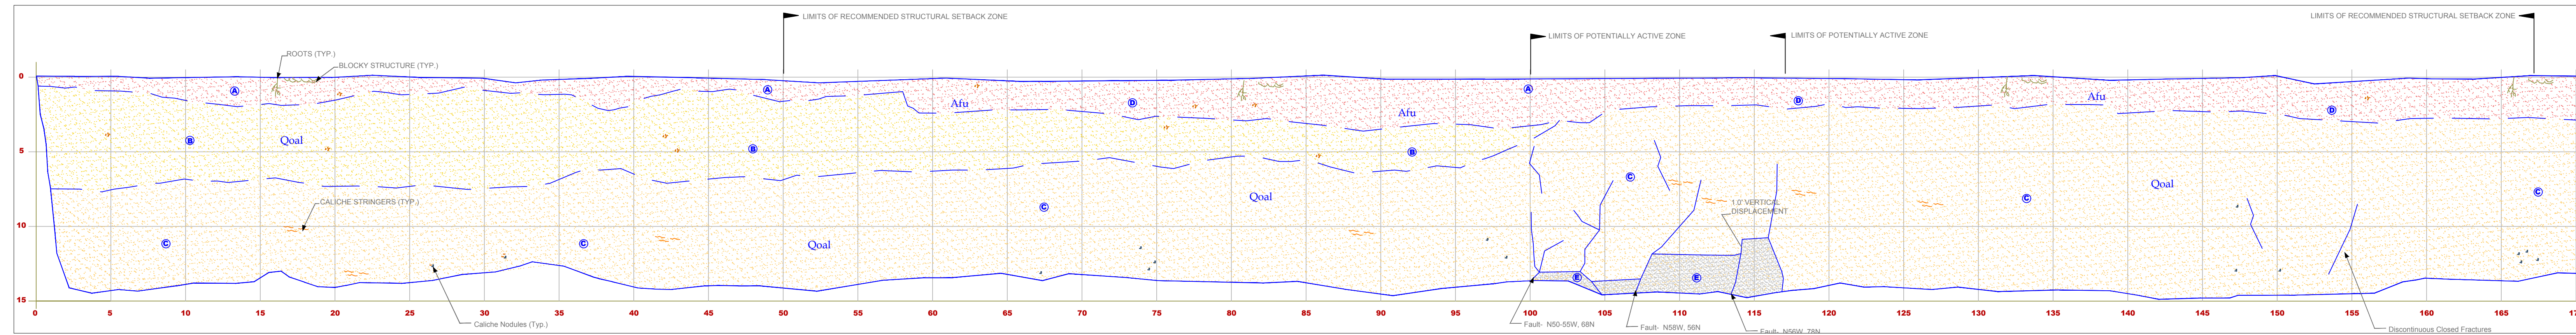 LIMITS OF RECOMMENDED STRUCTURAL SETBACK ZONE
LIMITS OF RECOMMENDED STRUCTURAL SETBACK ZONE
LIMITS OF POTENTIALLY ACTIVE ZONE
LIMITS OF POTENTIALLY ACTIVE ZONE
ROOTS (TYP.)
BLOCKY STRUCTURE (TYP.)
0
A
A
A
Afu
D
Afu
D
Afu
D
B
Qoal
B
B
5
C
Qoal
C
Qoal
C
C
CALICHE STRINGERS (TYP.)
C
1.0' VERTICAL
DISPLACEMENT
10
C
C
Qoal
E
E
15
0 5 10 15 20 25 30 35 40 45 50 55 60 65 70 75 80 85 90 95 100 105 110 115 120 125 130 135 140 145 150 155 160 165
Caliche Nodules (Typ.)
Fault- N50-55W, 68N
Fault- N58W, 56N
Fault- N56W, 78N
Discontinuous Closed Fractures